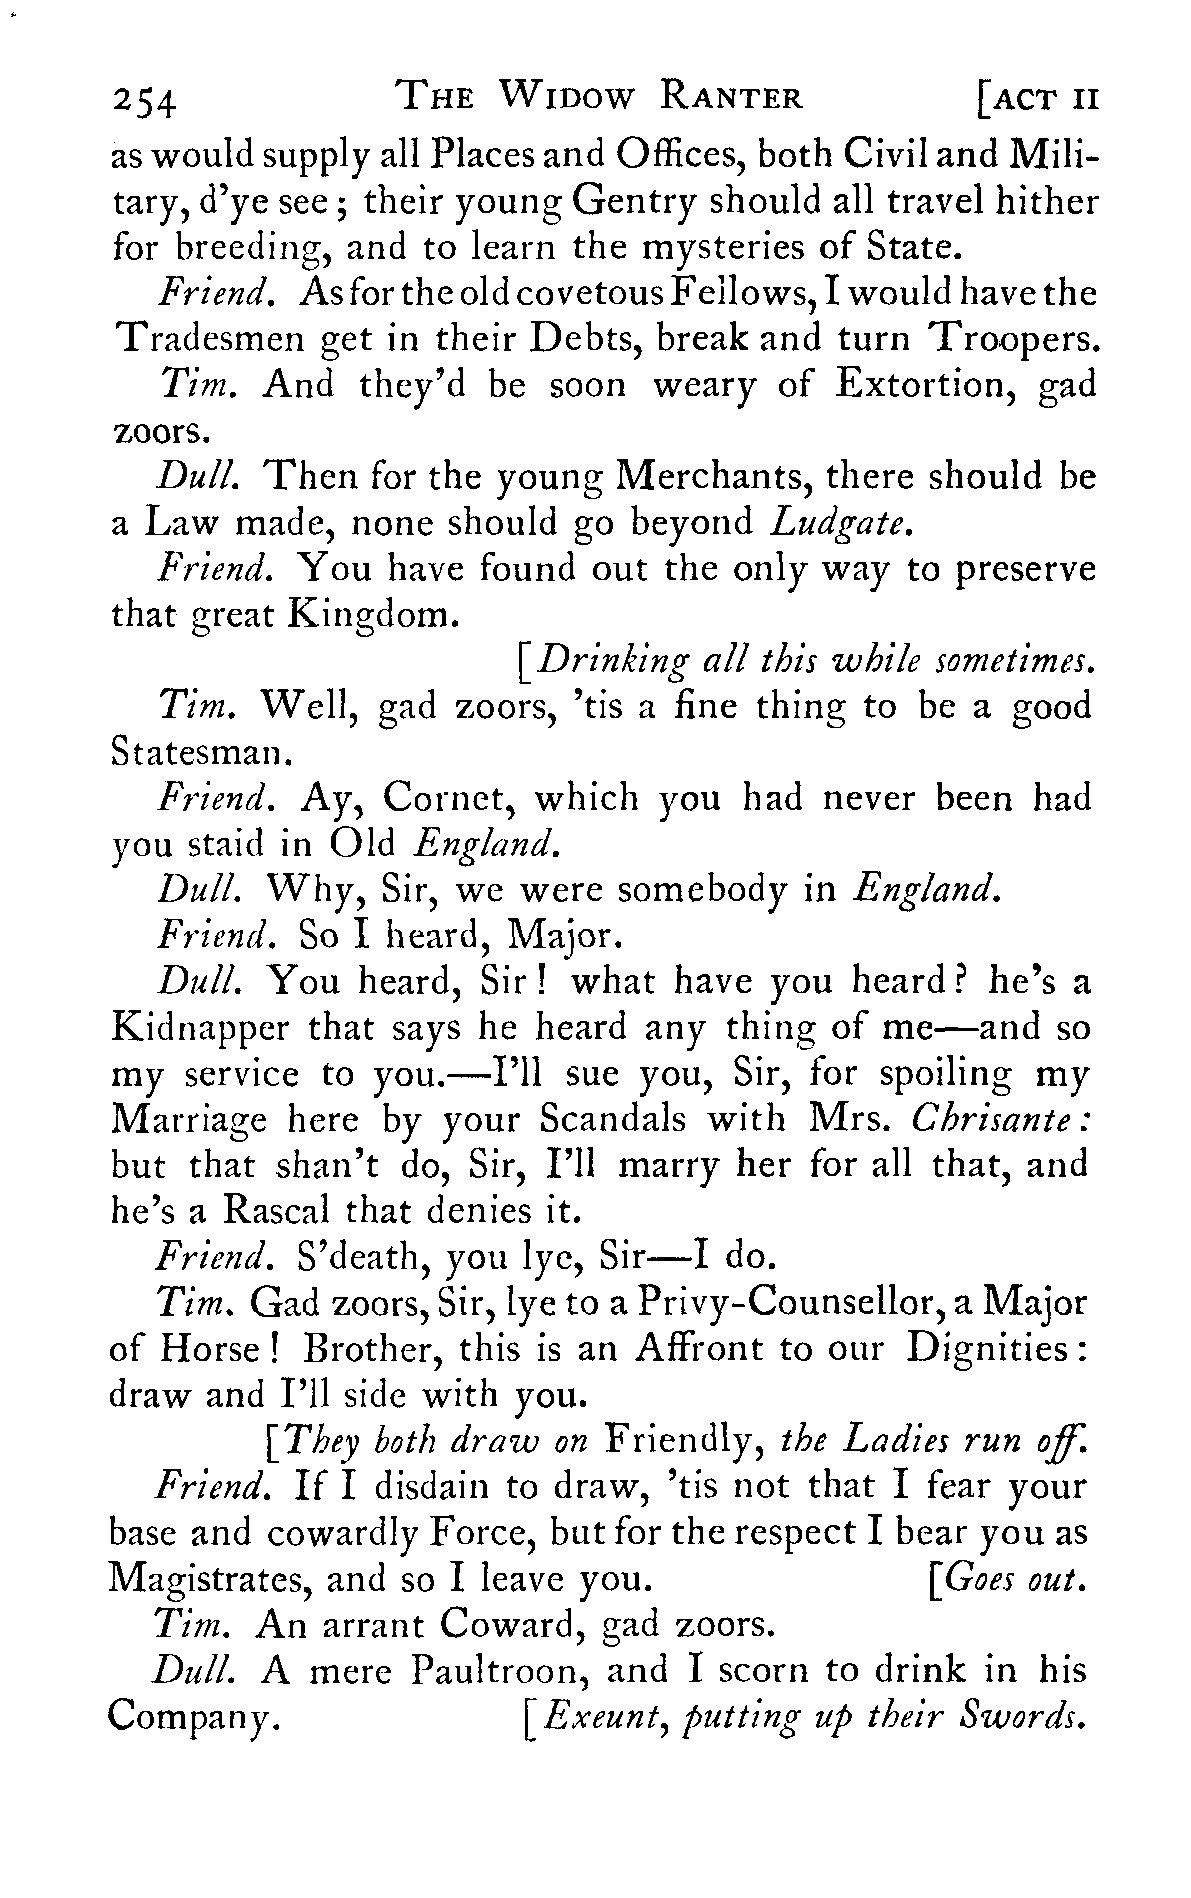 254 THE WIDOW RANTER [ACT II
as would supply all Places and Offices, both Civil and Mili-
tary, d'ye see; their young Gentry should all travel hither
for breeding, and to learn the mysteries of State.
Friend. As for the old covetous Fellows, I would have the
Tradesmen get in their Debts, break and turn Troopers.
Tim. And they'd be soon weary of Extortion, gad
zoors.
Dull. Then for the young Merchants, there should be
a Law made, none should go beyond Ludgate.
Friend. You have found out the only way to preserve
that great Kingdom.
[Drinking all this while sometimes.
Tim. Well, gad zoors, 'tis a fine thing to be a good
Statesman.
Friend. Ay, Cornet, which you had never been had
you staid in Old England.
Dull. Why, Sir, we were somebody in England.
Friend. So I heard, Major.
Dull. You heard, Sir! what have you heard? he's a
Kidnapper that says he heard any thing of me—and so
my service to you.—I'll sue you, Sir, for spoiling my
Marriage here by your Scandals with Mrs. Chrisante:
but that shan't do, Sir, I'll marry her for all that, and
he's a Rascal that denies it.
Friend. S'death, you lye, Sir—I do.
Tim. Gad zoors, Sir, lye to a Privy-Counsellor, a Major
of Horse! Brother, this is an Affront to our Dignities:
draw and I'll side with you.
[They both draw on Friendly, the Ladies run off.
Friend. If I disdain to draw, 'tis not that I fear your
base and cowardly Force, but for the respect I bear you as
Magistrates, and so I leave you. [Goes out.
Tim. An arrant Coward, gad zoors.
Dull. A mere Paultroon, and I scorn to drink in his
Company. [Exeunt, putting up their Swords.